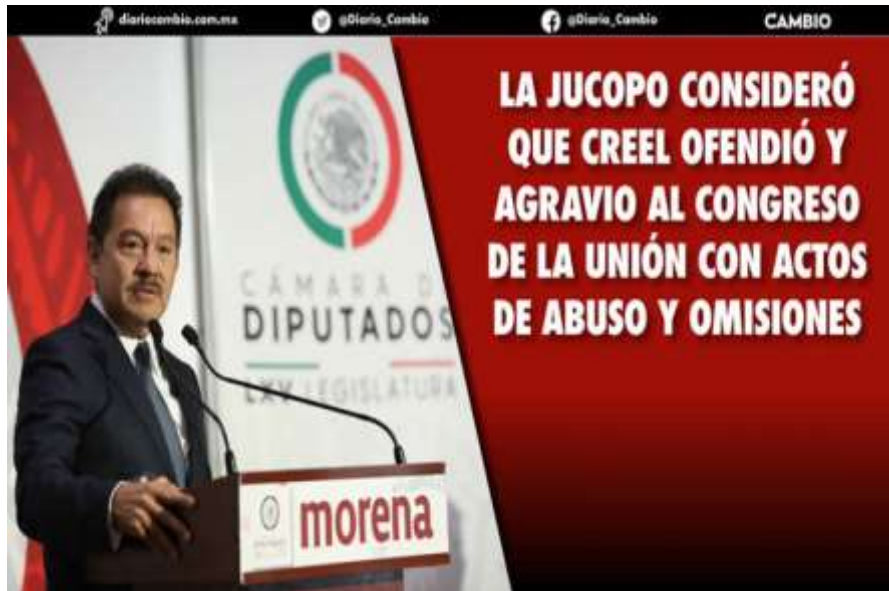 diariocambio.com.mx
@Diario_Cambio
@Diario_Cambio
CAMBIO
LA JUCOPO CONSIDERÓ
QUE CREEL OFENDIÓ Y
AGRAVIO AL CONGRESO
DE LA UNIÓN CON ACTOS
DE ABUSO Y OMISIONES
CÁMARA D
DIPUTADOS
LXV LEGISLATURA
morena